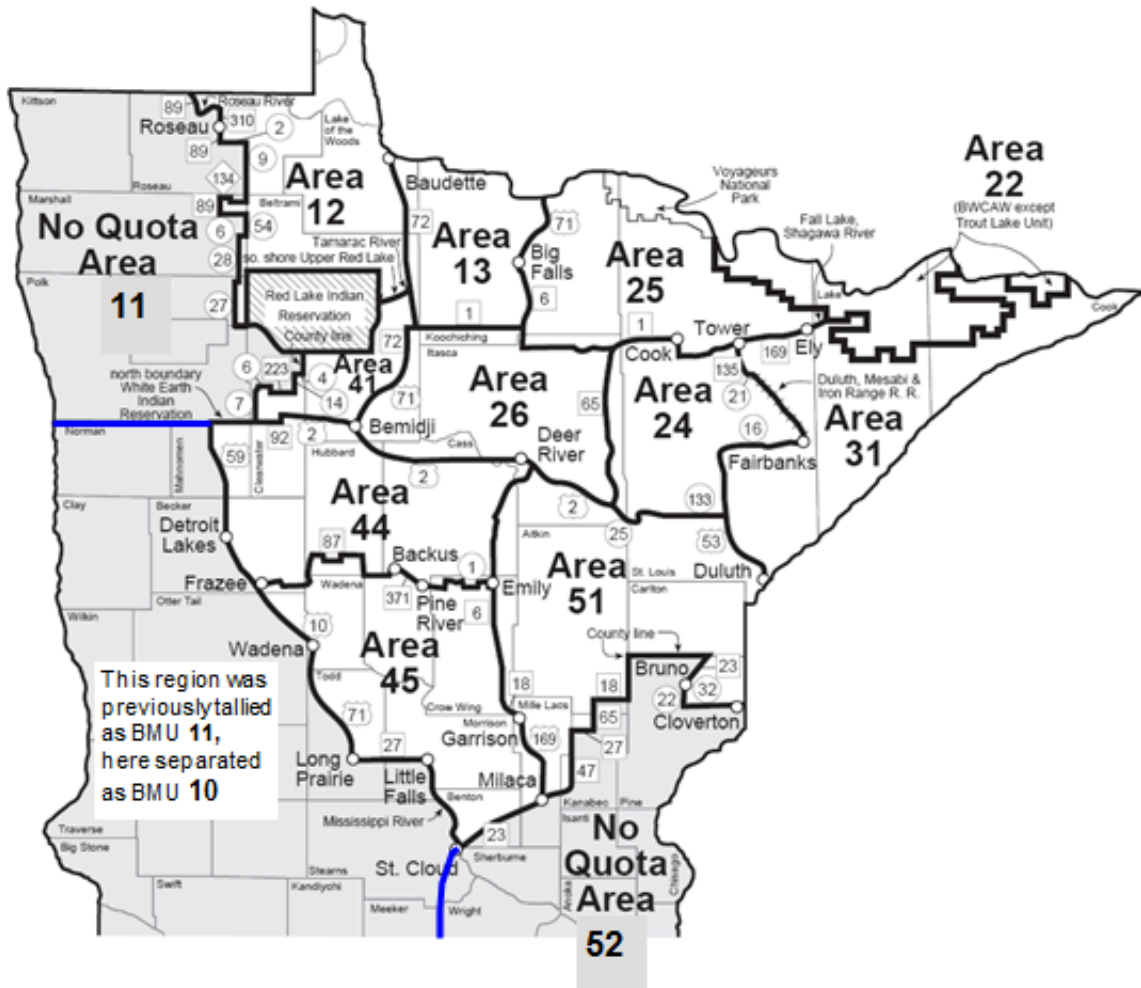 Kittson
89
Roseau River
Roseau
310
2
89
9
Lake
of the
Woods
134
Roseau
Area
12
Baudette
Marshall
89
Beltrami
No Quota
Area
11
6
54
28
Tamarac River
so. shore Upper Red Lake
72
Area
13
Big
Falls
71
6
Voyageurs
National
Park
Area
25
Area
22
(BWCAW except
Trout Lake Unit)
Fall Lake,
Shagawa River
Lake
Cook
Polk
27
Red Lake Indian
Reservation
County line
1
Koochiching
Itasca
72
1
Cook
Tower
Ely
169
135
21
Duluth, Mesabi &
Iron Range R. R.
north boundary
White Earth
Indian
Reservation
6
223
4
7
14
Area
41
71
Area
26
65
Area
24
16
Fairbanks
Area
31
Norman
59
92
2
Bemidji
Cass
Deer
River
Mahnomen
Clearwater
Hubbard
2
Clay
Becker
Detroit
Lakes
Area
44
2
Aitkin
25
133
53
87
Backus
1
Frazee
Wadena
371
Pine
River
Emily
6
Area
51
St. Louis
Carlton
Duluth
Otter Tail
Wilkin
10
Wadena
Area
45
County line
Bruno
23
This region was
previously tallied
as BMU 11,
here separated
as BMU 10
Todd
71
Crow Wing
18
Mille Lacs
18
22
32
Cloverton
Morrison
Garrison
65
27
Long
Prairie
27
Little
Falls
169
47
Milaca
Benton
Mississippi River
23
Kanabec
Pine
Isanti
Traverse
Big Stone
Stearns
St. Cloud
Sherburne
No
Quota
Area
52
Anoka
Chisago
Swift
Kandiyohi
Meeker
Wright